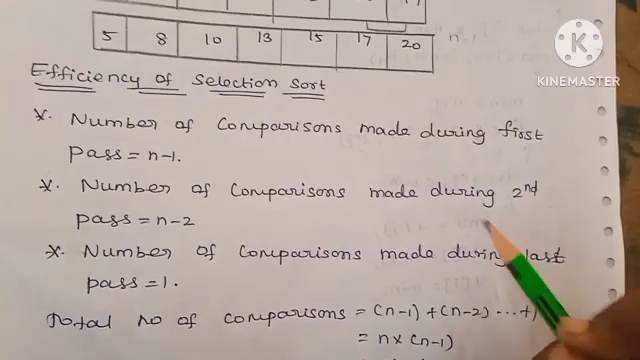 5 8 10 13 15 17 20 n-1
KINEMASTER
Efficiency of Selection Sort
*. Number of Comparisons made during first
pass = n-1.
*. Number of Comparisons made during 2nd
pass = n-2
*. Number of Comparisons made during last
pass = 1.
Total No of Comparisons = (n-1) + (n-2) ... +1
= n x (n-1)